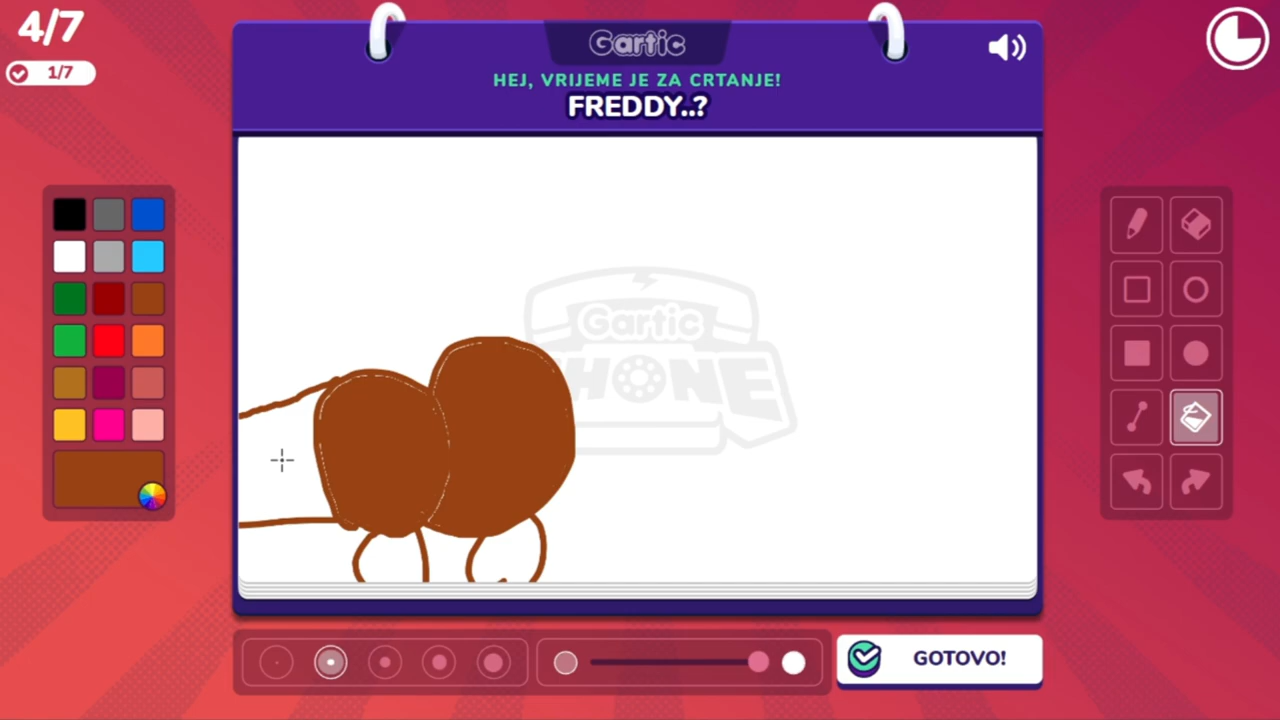 4/7
1/7
Gartic
HEJ, VRIJEME JE ZA CRTANJE!
FREDDY..?
Gartic
PHONE
GOTOVO!